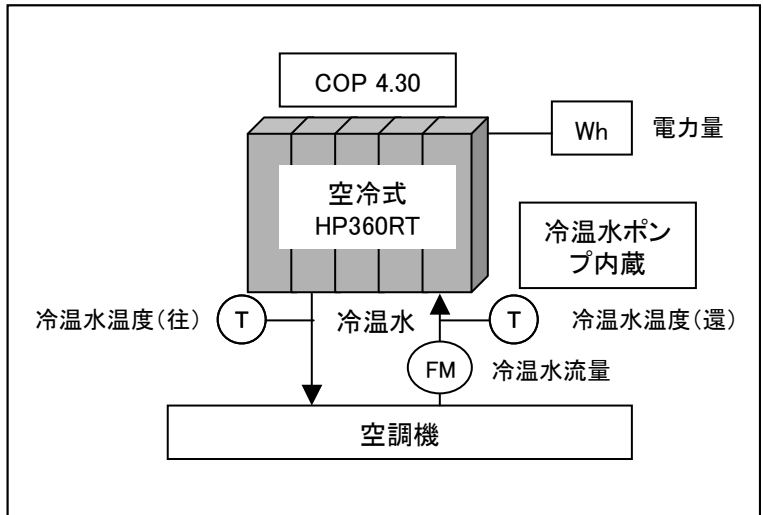 COP 4.30
Wh
電力量
空冷式
HP360RT
冷温水ポン
プ内蔵
冷温水温度(往)
T
冷温水
T
冷温水温度(還)
FM
冷温水流量
空調機